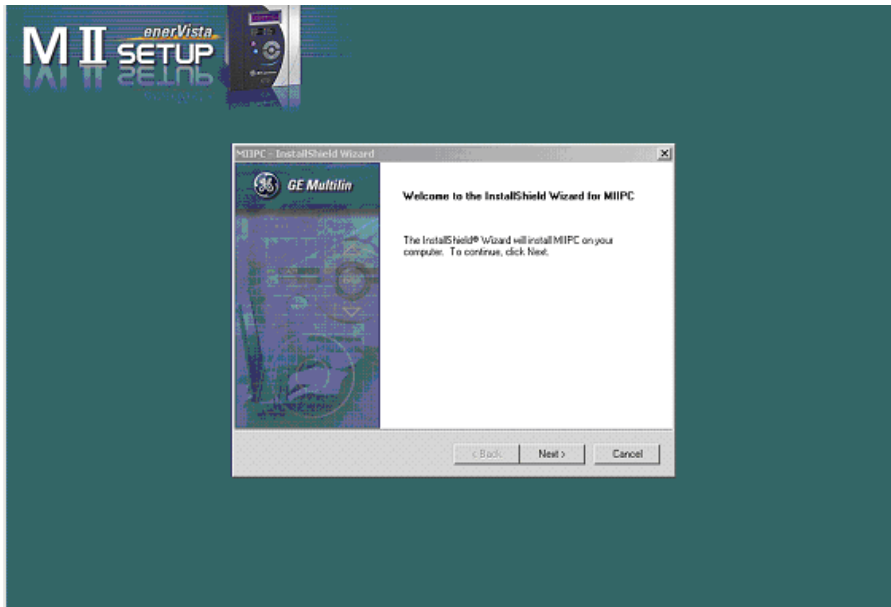 enerVista
M II SETUP
MIIPC - InstallShield Wizard
GE Multilin
Welcome to the InstallShield Wizard for MIIPC
The InstallShield® Wizard will install MIIPC on your
computer. To continue, click Next.
< Back
Next >
Cancel